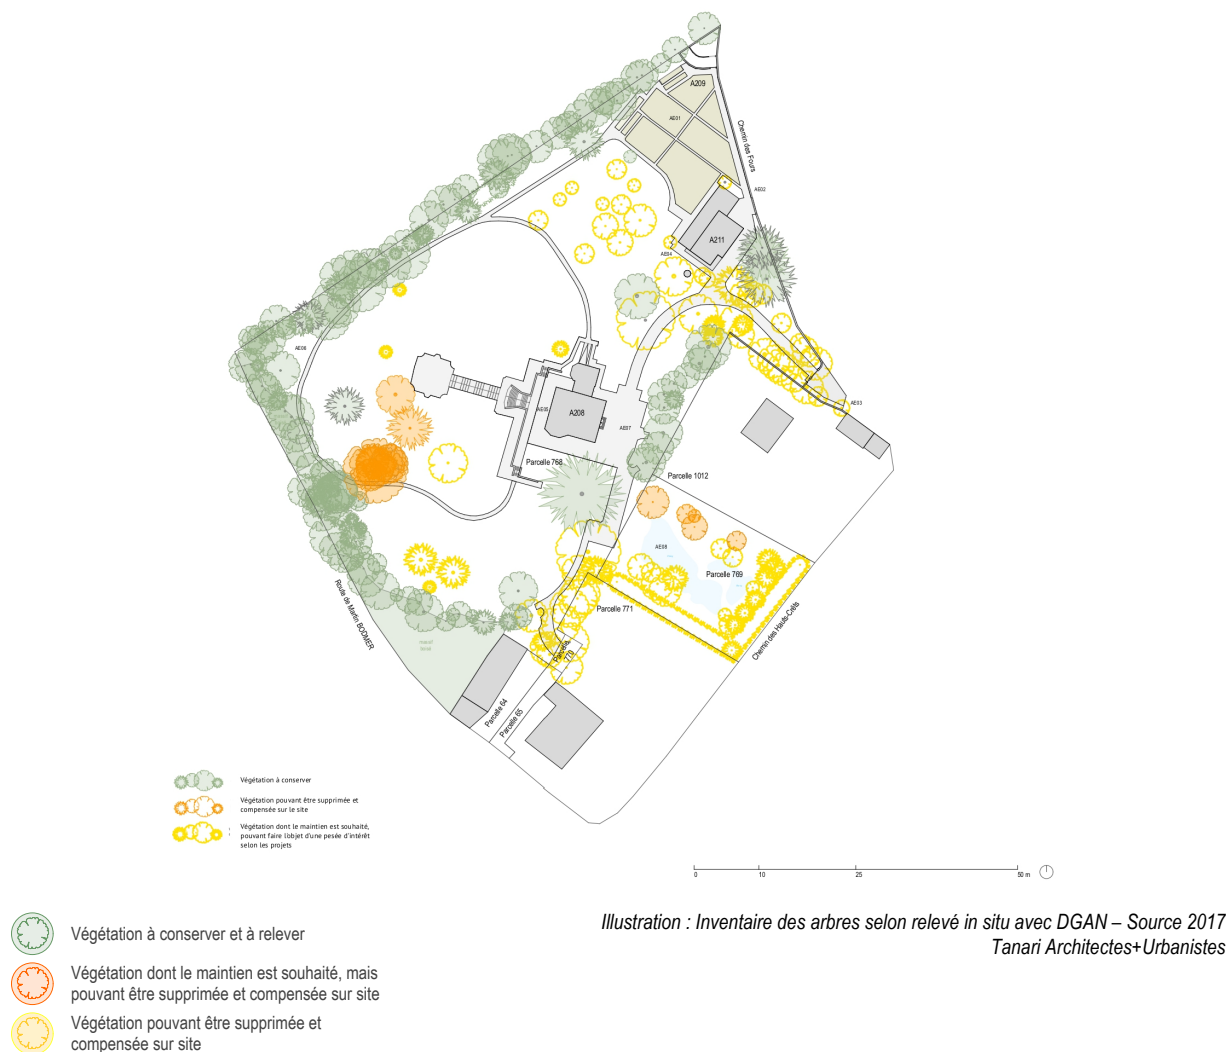 A209
AE01
Chemin des Fours
AE02
A211
AE04
AE06
AE05
A208
AE07
AE03
Parcelle 768
Parcelle 1012
AE08
Parcelle 769
Parcelle 771
Chemin des Hauts-Crêts
Route de Martin BODMER
Parcelle
770
Parcelle 64
Parcelle 65
Végétation à conserver
Végétation pouvant être supprimée et
compensée sur le site
Végétation dont le maintien est souhaité,
pouvant faire l'objet d'une pesée d'intérêt
selon les projets
0 10 25 50 m
Végétation à conserver et à relever
Végétation dont le maintien est souhaité, mais
pouvant être supprimée et compensée sur site
Végétation pouvant être supprimée et
compensée sur site
Illustration : Inventaire des arbres selon relevé in situ avec DGAN – Source 2017
Tanari Architectes+Urbanistes